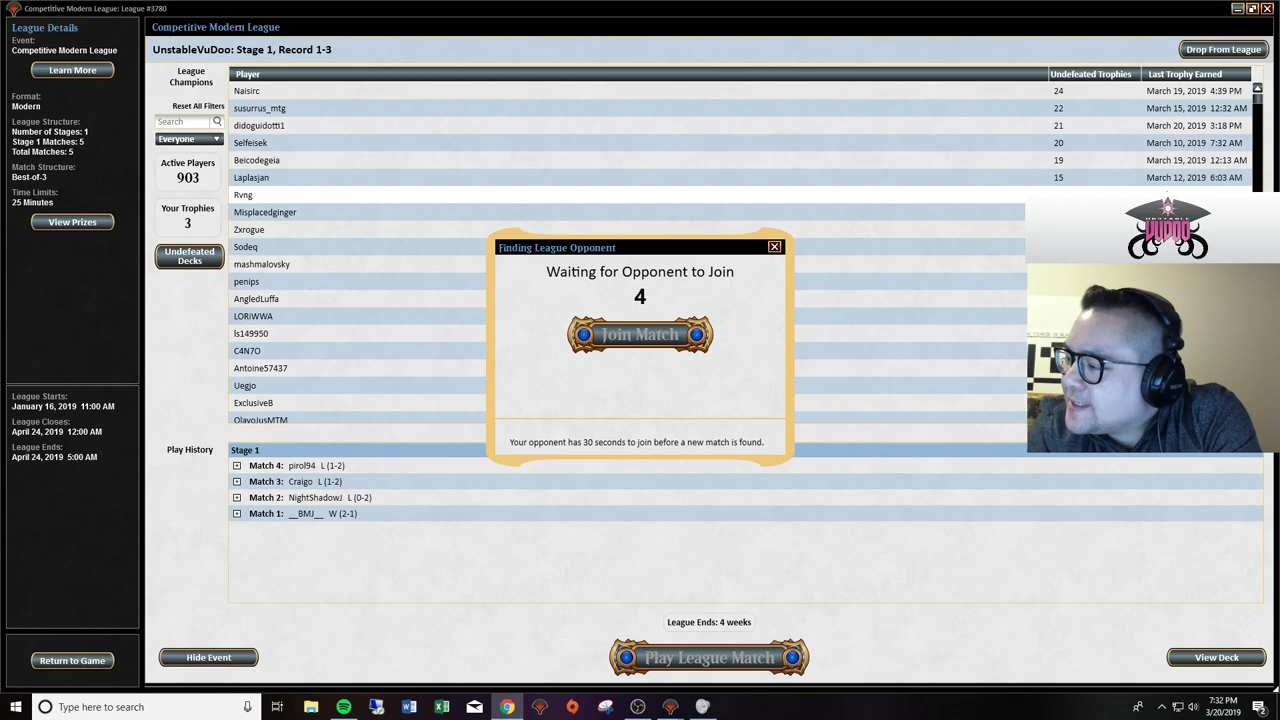 Competitive Modern League: League #3780
League Details
Event:
Competitive Modern League
Learn More
Format:
Modern
League Structure:
Number of Stages: 1
Stage 1 Matches: 5
Total Matches: 5
Match Structure:
Best-of-3
Time Limits:
25 Minutes
View Prizes
League Starts:
January 16, 2019 11:00 AM
League Closes:
April 24, 2019 12:00 AM
League Ends:
April 24, 2019 5:00 AM
Return to Game
Competitive Modern League
UnstableVuDoo: Stage 1, Record 1-3
Drop From League
League
Champions
Reset All Filters
Search
Everyone
Active Players
903
Your Trophies
3
Undefeated
Decks
Player Undefeated Trophies Last Trophy Earned
Naisirc 24 March 19, 2019 4:39 PM
susurrus_mtg 22 March 15, 2019 12:32 AM
didoguidotti1 21 March 20, 2019 3:18 PM
Selfeisek 20 March 10, 2019 7:32 AM
Beicodegeia 19 March 19, 2019 12:13 AM
Laplasjan 15 March 12, 2019 6:03 AM
Rvng
Misplacedginger
Zxrogue
Sodeq
mashmalovsky
penips
AngledLuffa
LORiWWA
ls149950
C4N7O
Antoine57437
Uegjo
ExclusiveB
OlavoJusMTM
Finding League Opponent
Waiting for Opponent to Join
4
Join Match
Your opponent has 30 seconds to join before a new match is found.
UNSTABLE
VUDOO
Play History
Stage 1
Match 4: pirol94 L (1-2)
Match 3: Craigo L (1-2)
Match 2: NightShadowJ L (0-2)
Match 1: __BMJ__ W (2-1)
League Ends: 4 weeks
Hide Event
Play League Match
View Deck
Type here to search
7:32 PM
3/20/2019
2